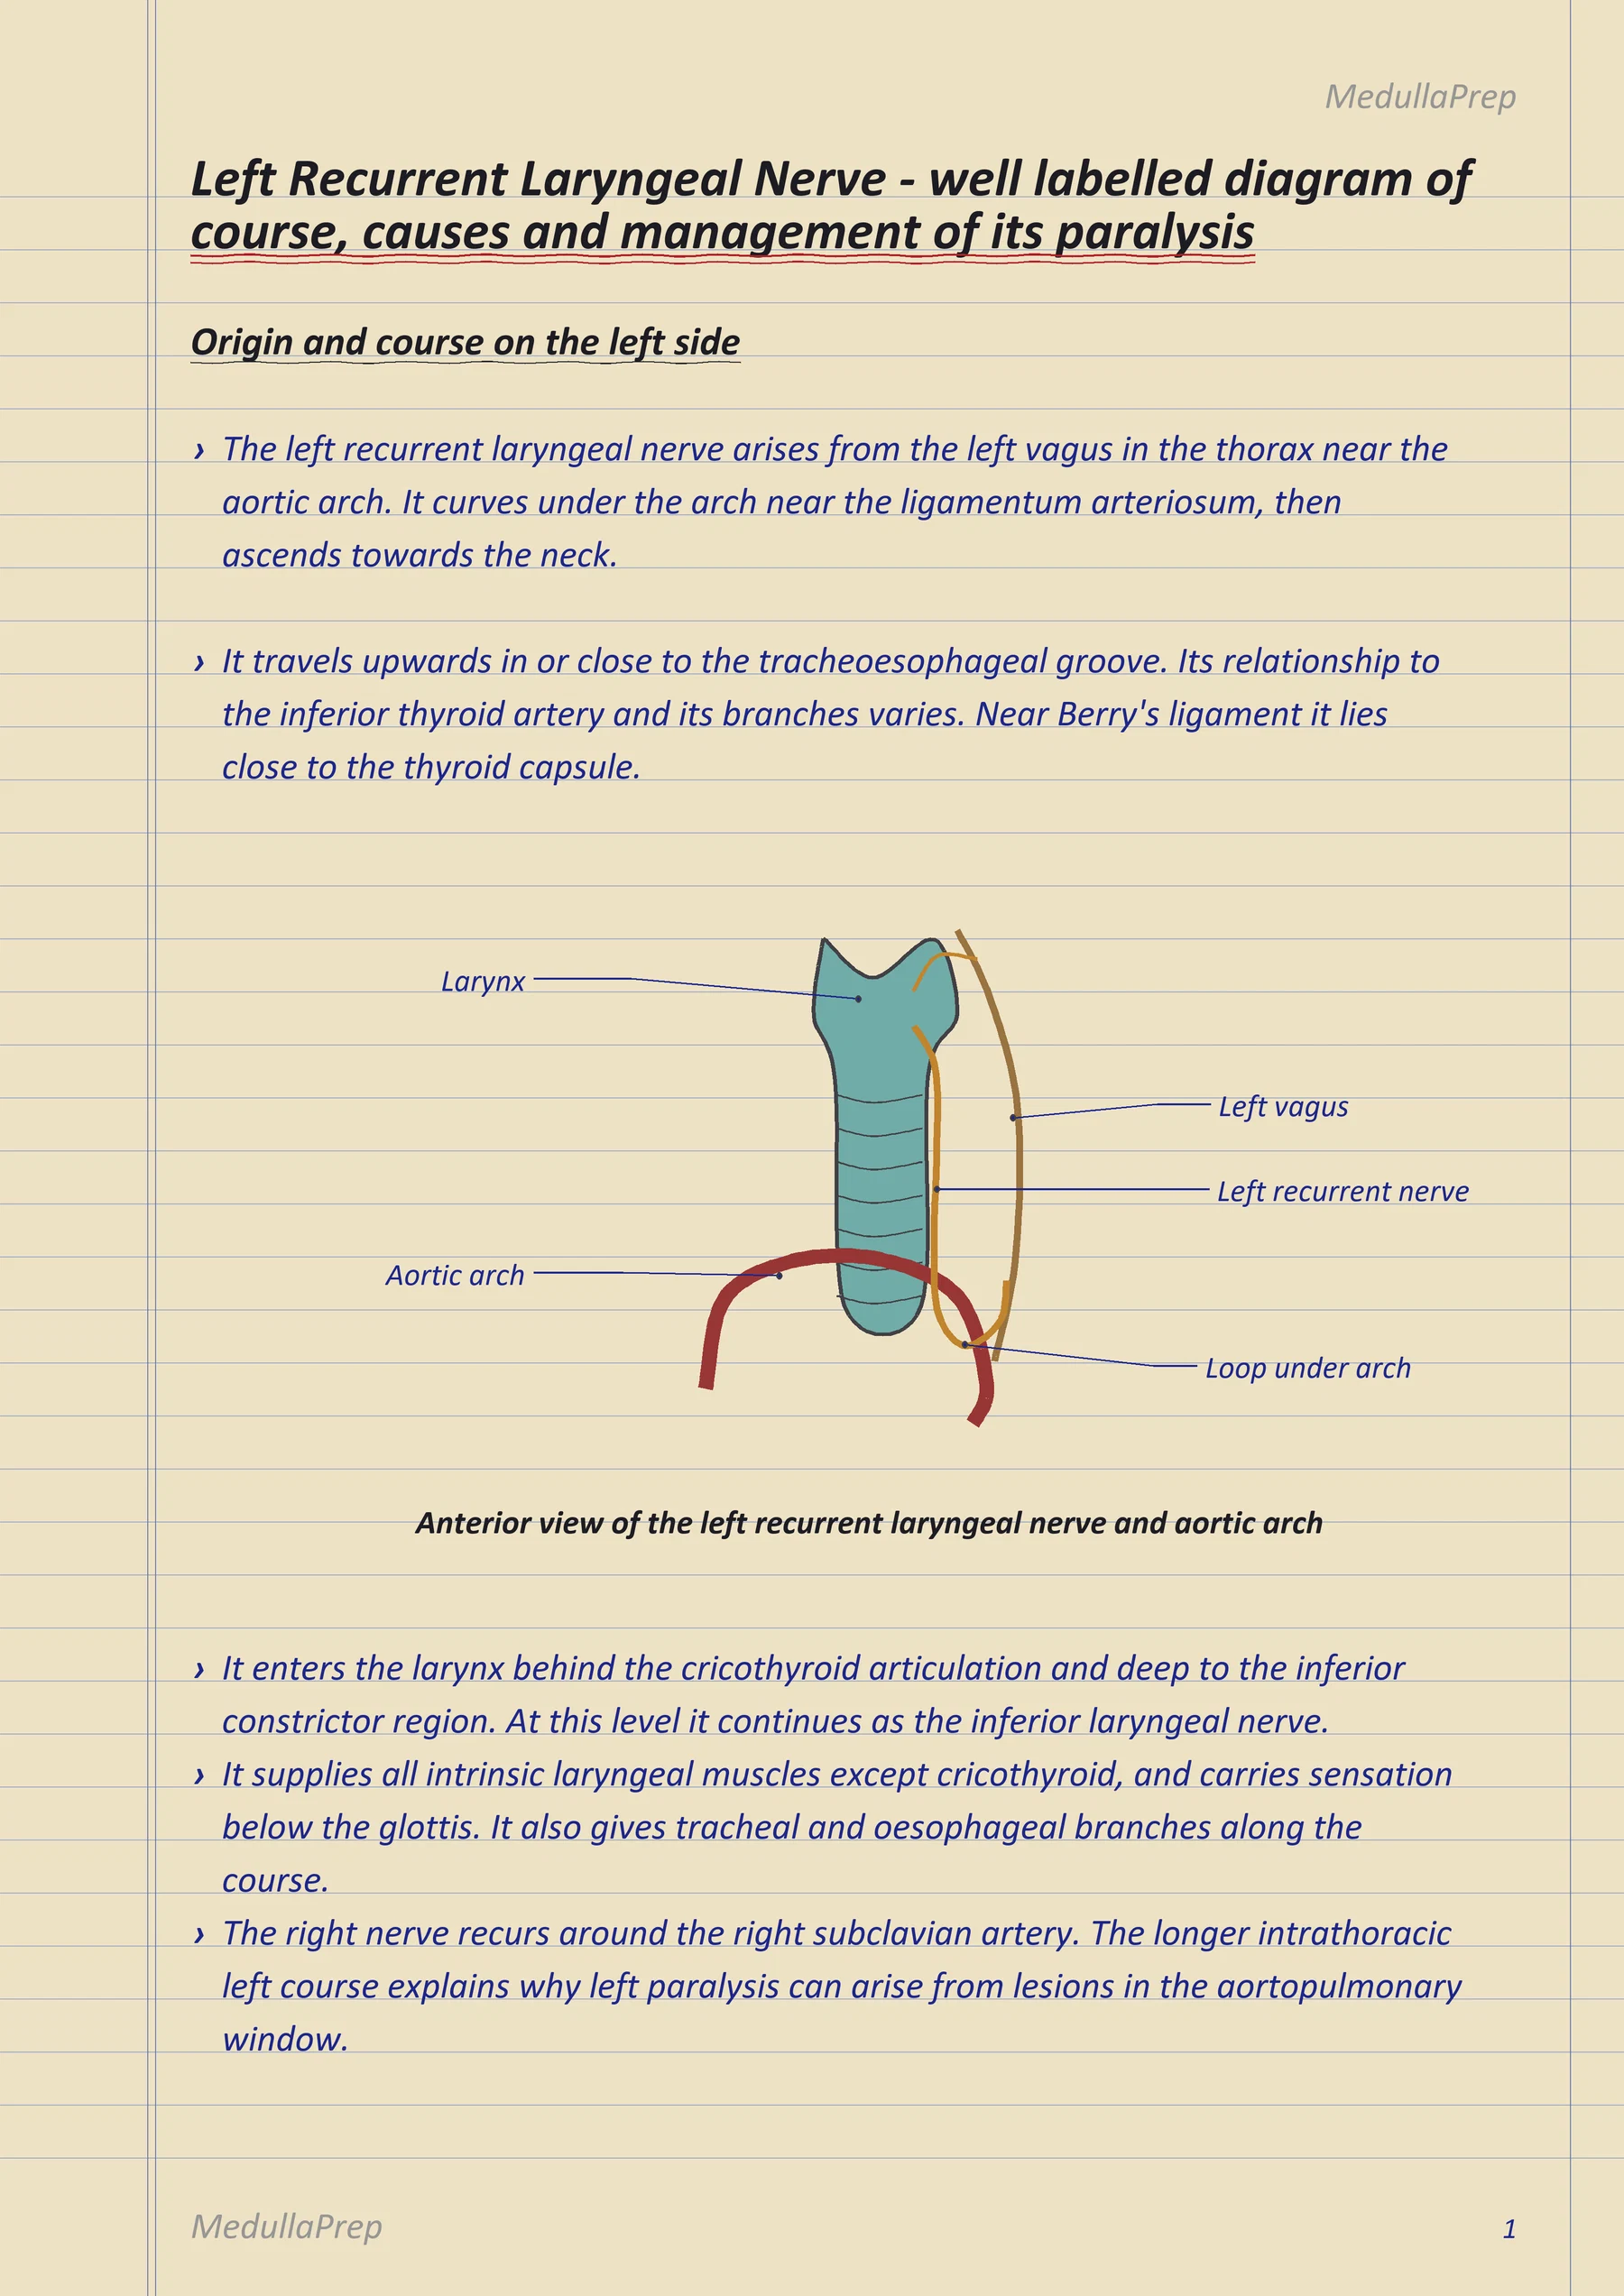 MedullaPrep
Left Recurrent Laryngeal Nerve - well labelled diagram of
course, causes and management of its paralysis
Origin and course on the left side
› The left recurrent laryngeal nerve arises from the left vagus in the thorax near the
aortic arch. It curves under the arch near the ligamentum arteriosum, then
ascends towards the neck.
› It travels upwards in or close to the tracheoesophageal groove. Its relationship to
the inferior thyroid artery and its branches varies. Near Berry's ligament it lies
close to the thyroid capsule.
Larynx
Left vagus
Left recurrent nerve
Aortic arch
Loop under arch
Anterior view of the left recurrent laryngeal nerve and aortic arch
› It enters the larynx behind the cricothyroid articulation and deep to the inferior
constrictor region. At this level it continues as the inferior laryngeal nerve.
› It supplies all intrinsic laryngeal muscles except cricothyroid, and carries sensation
below the glottis. It also gives tracheal and oesophageal branches along the
course.
› The right nerve recurs around the right subclavian artery. The longer intrathoracic
left course explains why left paralysis can arise from lesions in the aortopulmonary
window.
MedullaPrep
1